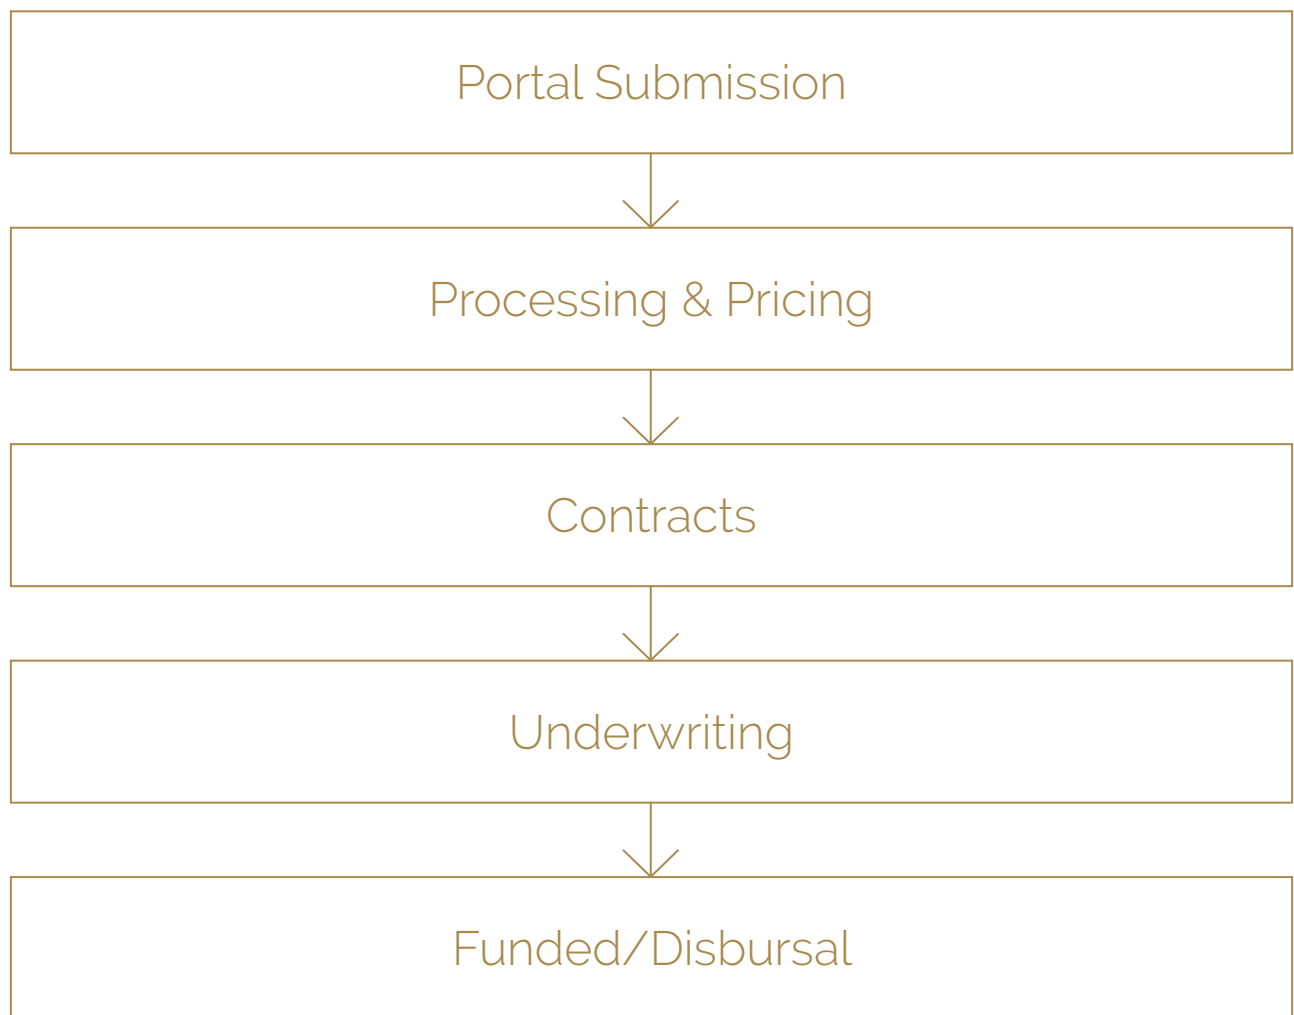 Portal Submission
Processing & Pricing
Contracts
Underwriting
Funded/Disbursal